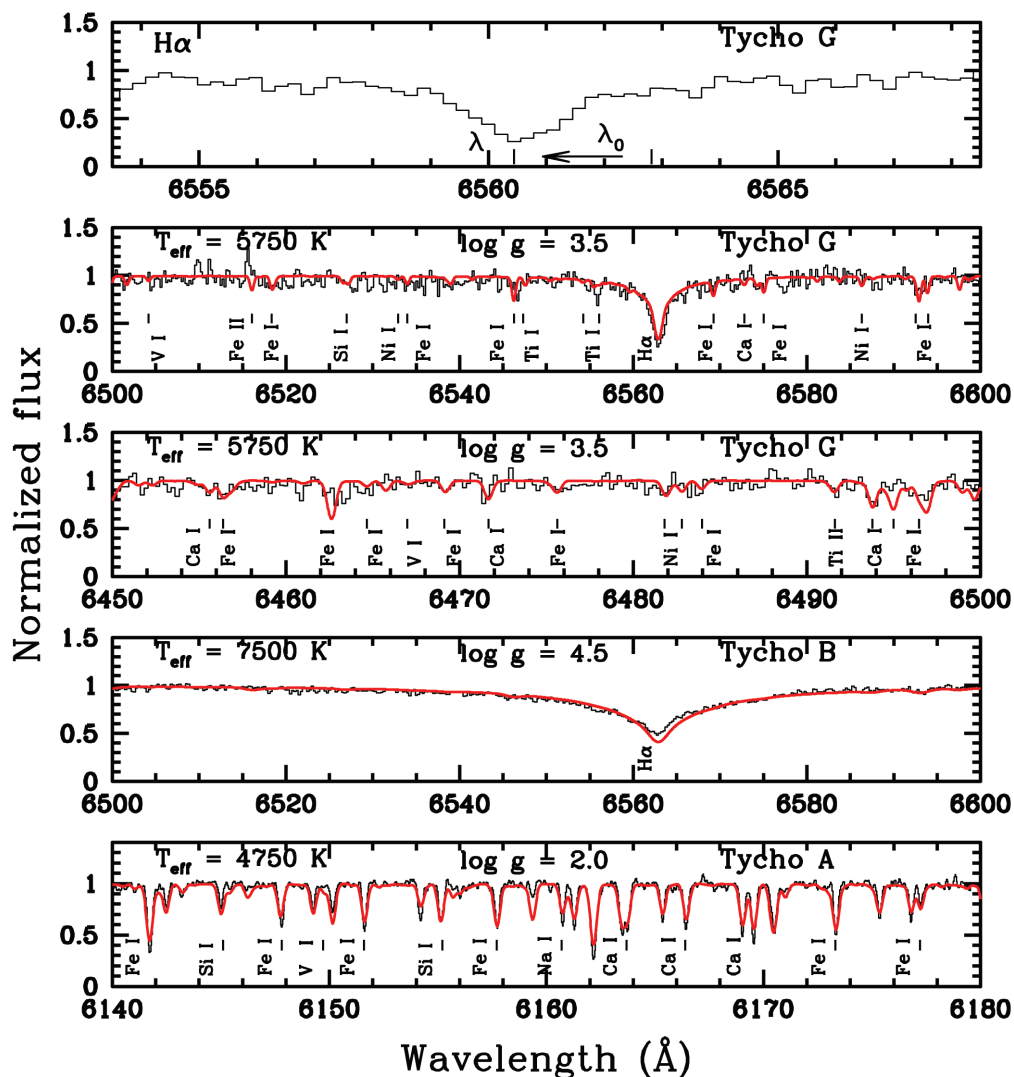 Normalized flux
1.5
1
0.5
0
Hα
Tycho G
λ
λ0
6555 6560 6565
1.5
1
0.5
0
Teff = 5750 K
log g = 3.5
Tycho G
V I
Fe II
Fe I
Si I
Ni I
Fe I
Fe I
Ti I
Ti I
Hα
Fe I
Ca I
Fe I
Ni I
Fe I
6500 6520 6540 6560 6580 6600
1.5
1
0.5
0
Teff = 5750 K
log g = 3.5
Tycho G
Ca I
Fe I
Fe I
Fe I
V I
Fe I
Ca I
Fe I
Ni I
Fe I
Ti II
Ca I
Fe I
6450 6460 6470 6480 6490 6500
1.5
1
0.5
0
Teff = 7500 K
log g = 4.5
Tycho B
Hα
6500 6520 6540 6560 6580 6600
1
0.5
0
Teff = 4750 K
log g = 2.0
Tycho A
Fe I
Si I
Fe I
V I
Fe I
Si I
Fe I
Na I
Ca I
Ca I
Ca I
Fe I
Fe I
6140 6150 6160 6170 6180
Wavelength (Å)